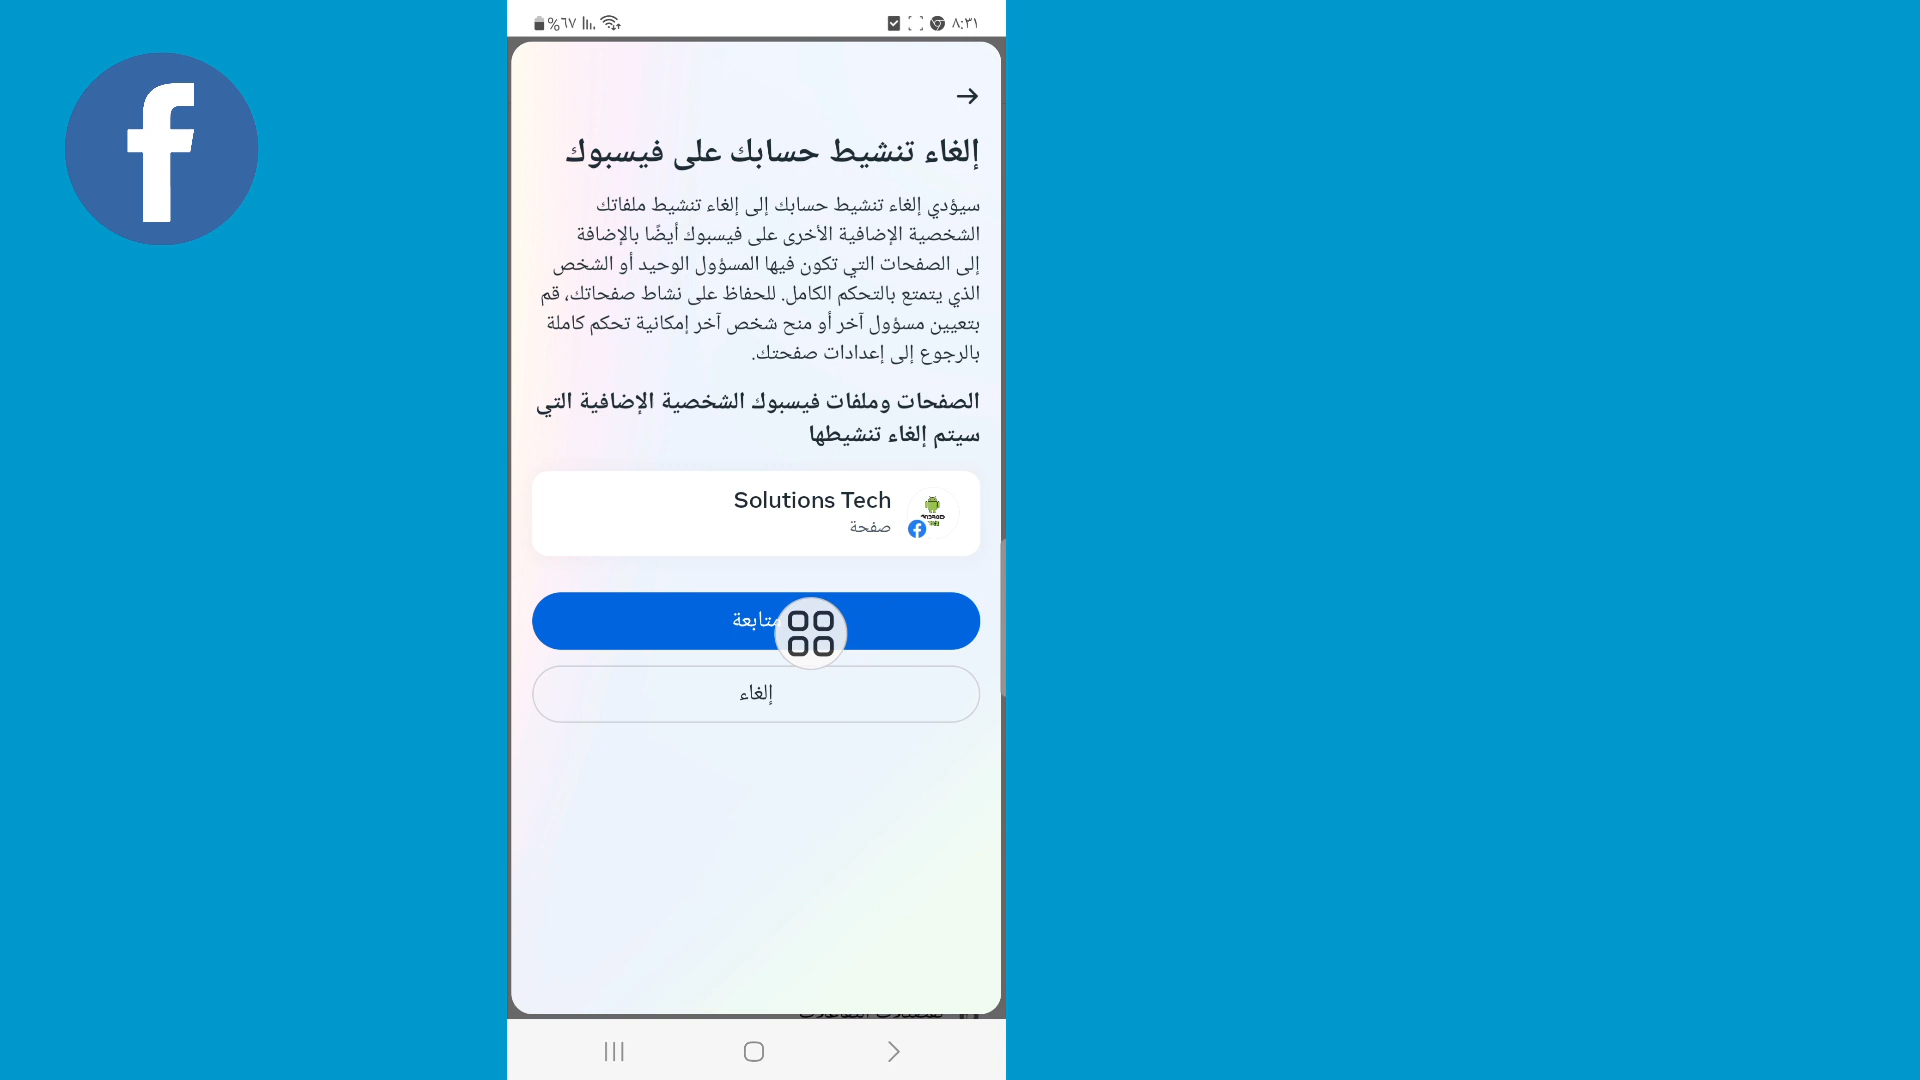 %٦٧
٨:٣١
إلغاء تنشيط حسابك على فيسبوك
سيؤدي إلغاء تنشيط حسابك إلى إلغاء تنشيط ملفاتك
الشخصية الإضافية الأخرى على فيسبوك أيضًا بالإضافة
إلى الصفحات التي تكون فيها المسؤول الوحيد أو الشخص
الذي يتمتع بالتحكم الكامل. للحفاظ على نشاط صفحاتك، قم
بتعيين مسؤول آخر أو منح شخص آخر إمكانية تحكم كاملة
بالرجوع إلى إعدادات صفحتك.
الصفحات وملفات فيسبوك الشخصية الإضافية التي
سيتم إلغاء تنشيطها
Solutions Tech
صفحة
متابعة
إلغاء